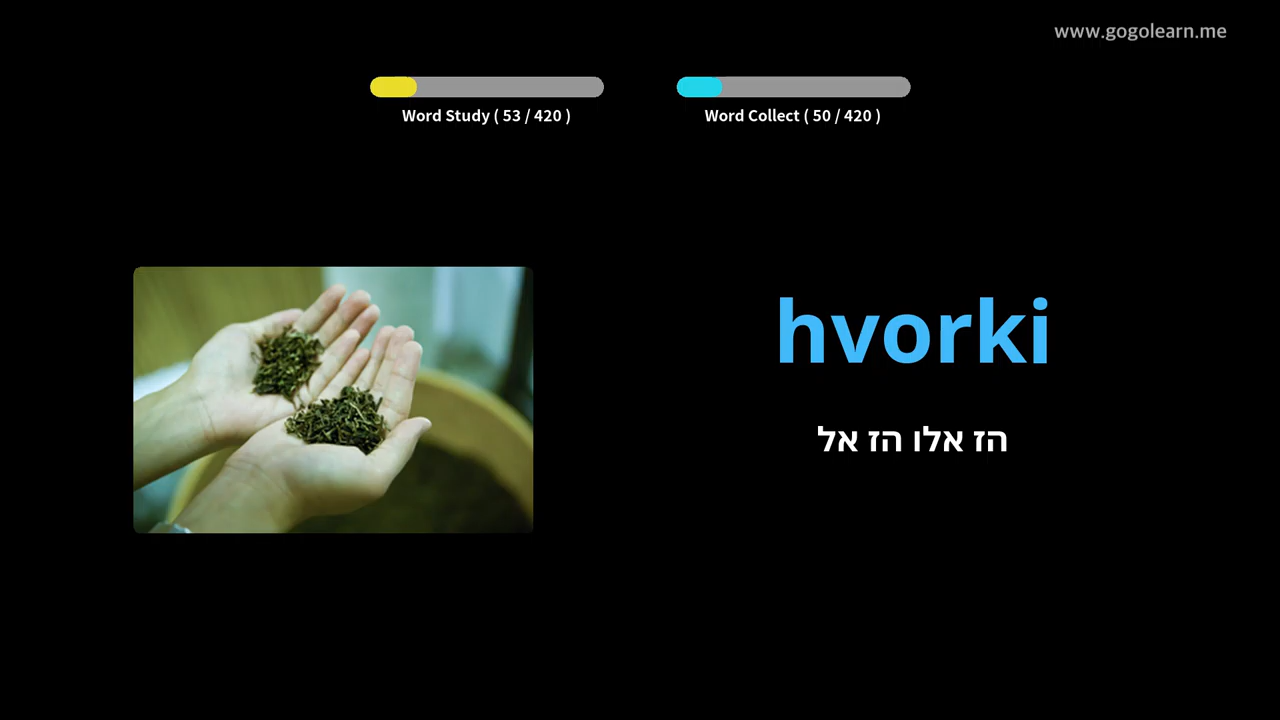 www.gogolearn.me
Word Study ( 53 / 420 )
Word Collect ( 50 / 420 )
hvorki
הז אלו הז אל